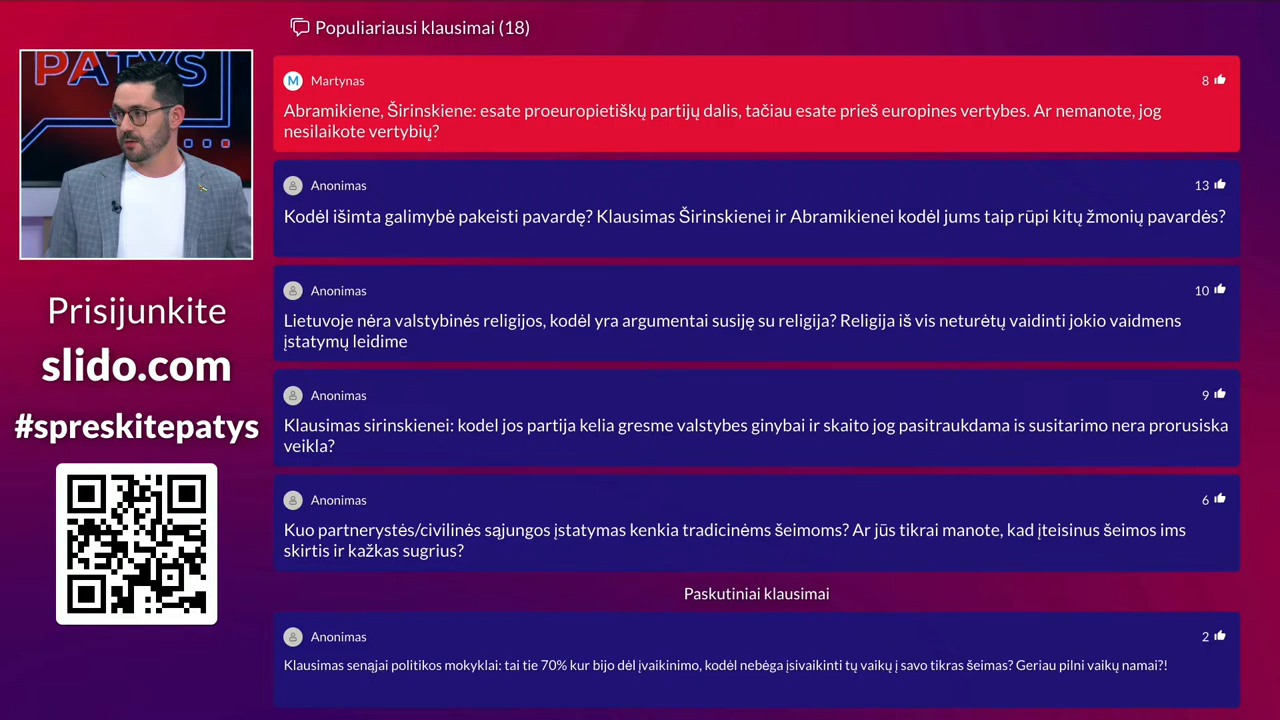 Populiariausi klausimai (18)
PATYS
M
Martynas
8
Abramikiene, Širinskiene: esate proeuropietiškų partijų dalis, tačiau esate prieš europines vertybes. Ar nemanote, jog
nesilaikote vertybių?
Anonimas
13
Kodėl išimta galimybė pakeisti pavardę? Klausimas Širinskienei ir Abramikienei kodėl jums taip rūpi kitų žmonių pavardės?
Anonimas
10
Lietuvoje nėra valstybinės religijos, kodėl yra argumentai susiję su religija? Religija iš vis neturėtų vaidinti jokio vaidmens
įstatymų leidime
Anonimas
9
Klausimas sirinskienei: kodel jos partija kelia gresme valstybes ginybai ir skaito jog pasitraukdama is susitarimo nera prorusiska
veikla?
Anonimas
6
Kuo partnerystės/civilinės sąjungos įstatymas kenkia tradicinėms šeimoms? Ar jūs tikrai manote, kad įteisinus šeimos ims
skirtis ir kažkas sugrius?
Paskutiniai klausimai
Anonimas
2
Klausimas senąjai politikos mokyklai: tai tie 70% kur bijo dėl įvaikinimo, kodėl nebėga įsivaikinti tų vaikų į savo tikras šeimas? Geriau pilni vaikų namai?!
Prisijunkite
slido.com
#spreskitepatys